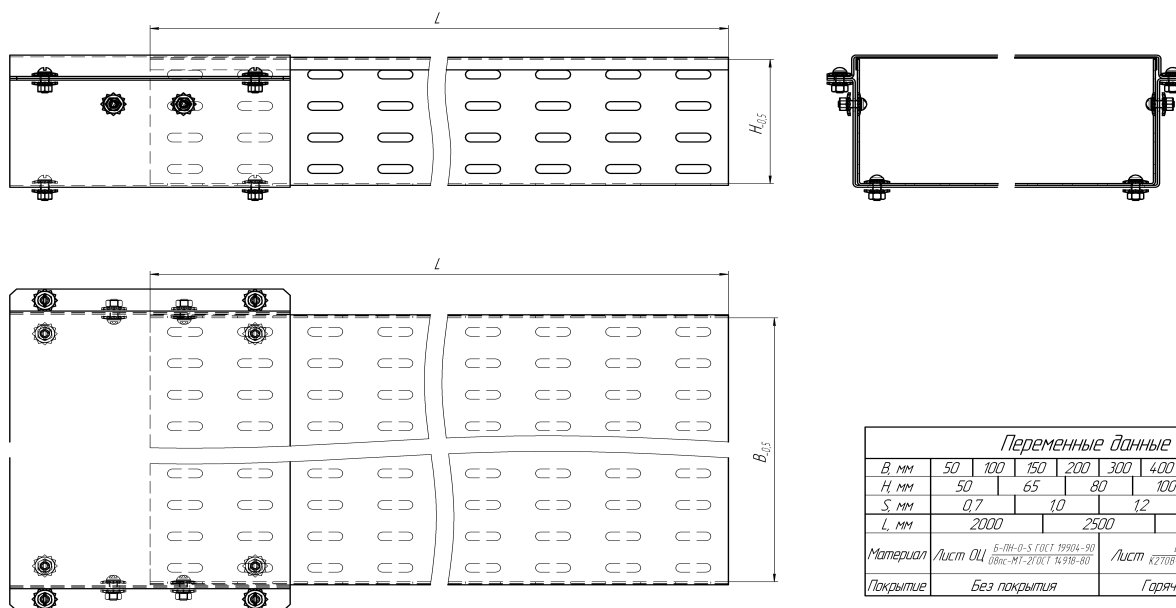 L
H-0,5
L
B-0,5
Переменные данные
B, мм 50 100 150 200 300 400
H, мм 50 65 80 100
S, мм 0,7 1,0 1,2
L, мм 2000 2500
Материал Лист ОЦ Б-ПН-О-S ГОСТ 19904-90 Лист
08пс-МТ-2ГОСТ 14918-80 К270В
Покрытие Без покрытия Горяч